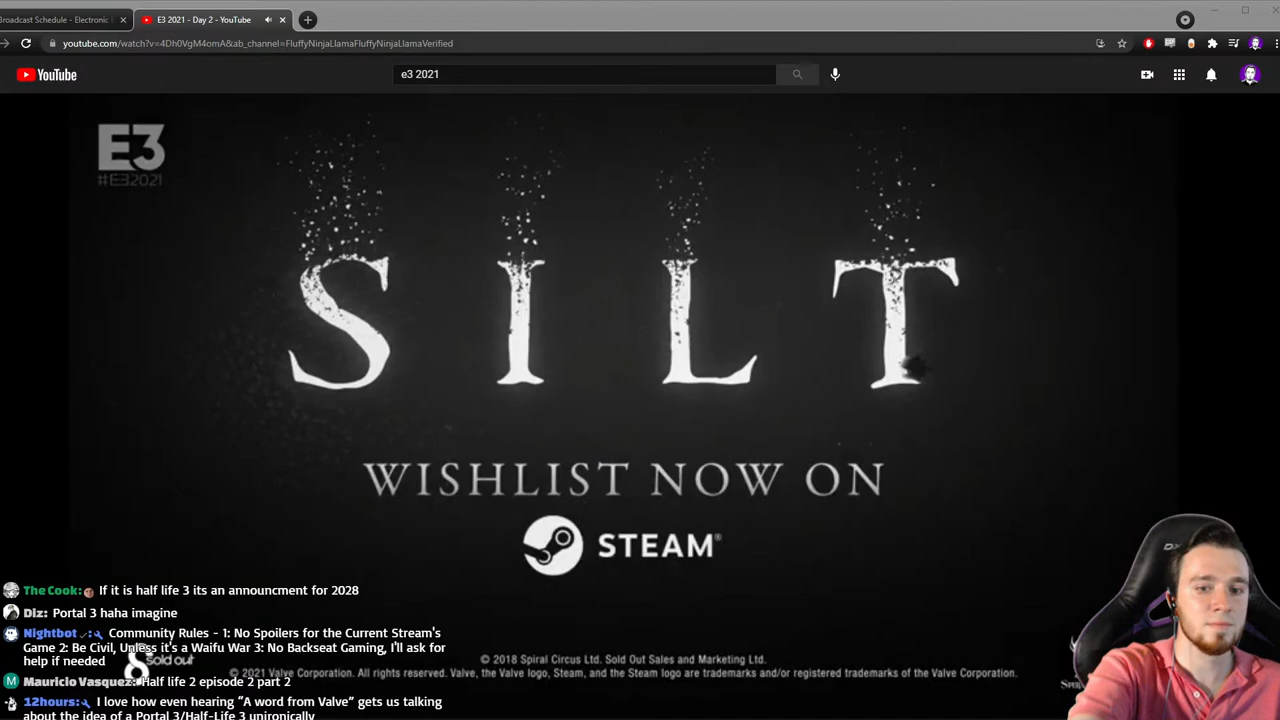 Broadcast Schedule - Electronic E
E3 2021 - Day 2 - YouTube
youtube.com/watch?v=4Dh0VgM4omA&ab_channel=FluffyNinjaLlamaFluffyNinjaLlamaVerified
YouTube
e3 2021
E3
#E32021
SILT
WISHLIST NOW ON
STEAM®
The Cook: If it is half life 3 its an announcment for 2028
Diz: Portal 3 haha imagine
Nightbot: Community Rules - 1: No Spoilers for the Current Stream's
Game 2: Be Civil, Unless it's a Waifu War 3: No Backseat Gaming, I'll ask for
help if needed
Sold out
© 2018 Spiral Circus Ltd. Sold Out Sales and Marketing Ltd.
© 2021 Valve Corporation. All rights reserved. Valve, the Valve logo, Steam, and the Steam logo are trademarks and/or registered trademarks of the Valve Corporation.
Mauricio Vasquez: Half life 2 episode 2 part 2
12hours: I love how even hearing “A word from Valve” gets us talking
about the idea of a Portal 3/Half-Life 3 unironically
DX